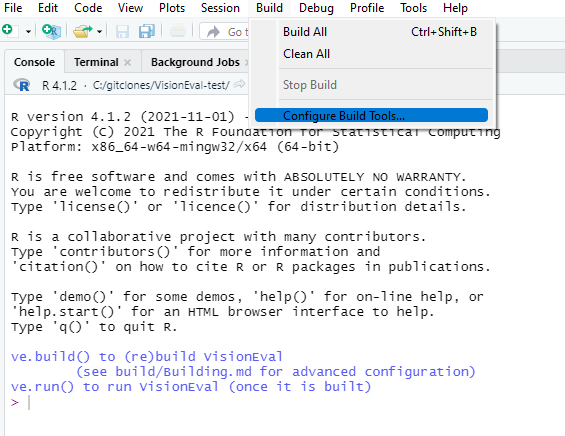 File Edit Code View Plots Session Build Debug Profile Tools Help
Go t
Build All Ctrl+Shift+B
Clean All
Stop Build
Configure Build Tools...
Console Terminal Background Jobs
R R 4.1.2 · C:/gitclones/VisionEval-test/
R version 4.1.2 (2021-11-01) -
Copyright (C) 2021 The R Foundation for Statistical Computing
Platform: x86_64-w64-mingw32/x64 (64-bit)
R is free software and comes with ABSOLUTELY NO WARRANTY.
You are welcome to redistribute it under certain conditions.
Type 'license()' or 'licence()' for distribution details.
R is a collaborative project with many contributors.
Type 'contributors()' for more information and
'citation()' on how to cite R or R packages in publications.
Type 'demo()' for some demos, 'help()' for on-line help, or
'help.start()' for an HTML browser interface to help.
Type 'q()' to quit R.
ve.build() to (re)build VisionEval
(see build/Building.md for advanced configuration)
ve.run() to run VisionEval (once it is built)
>